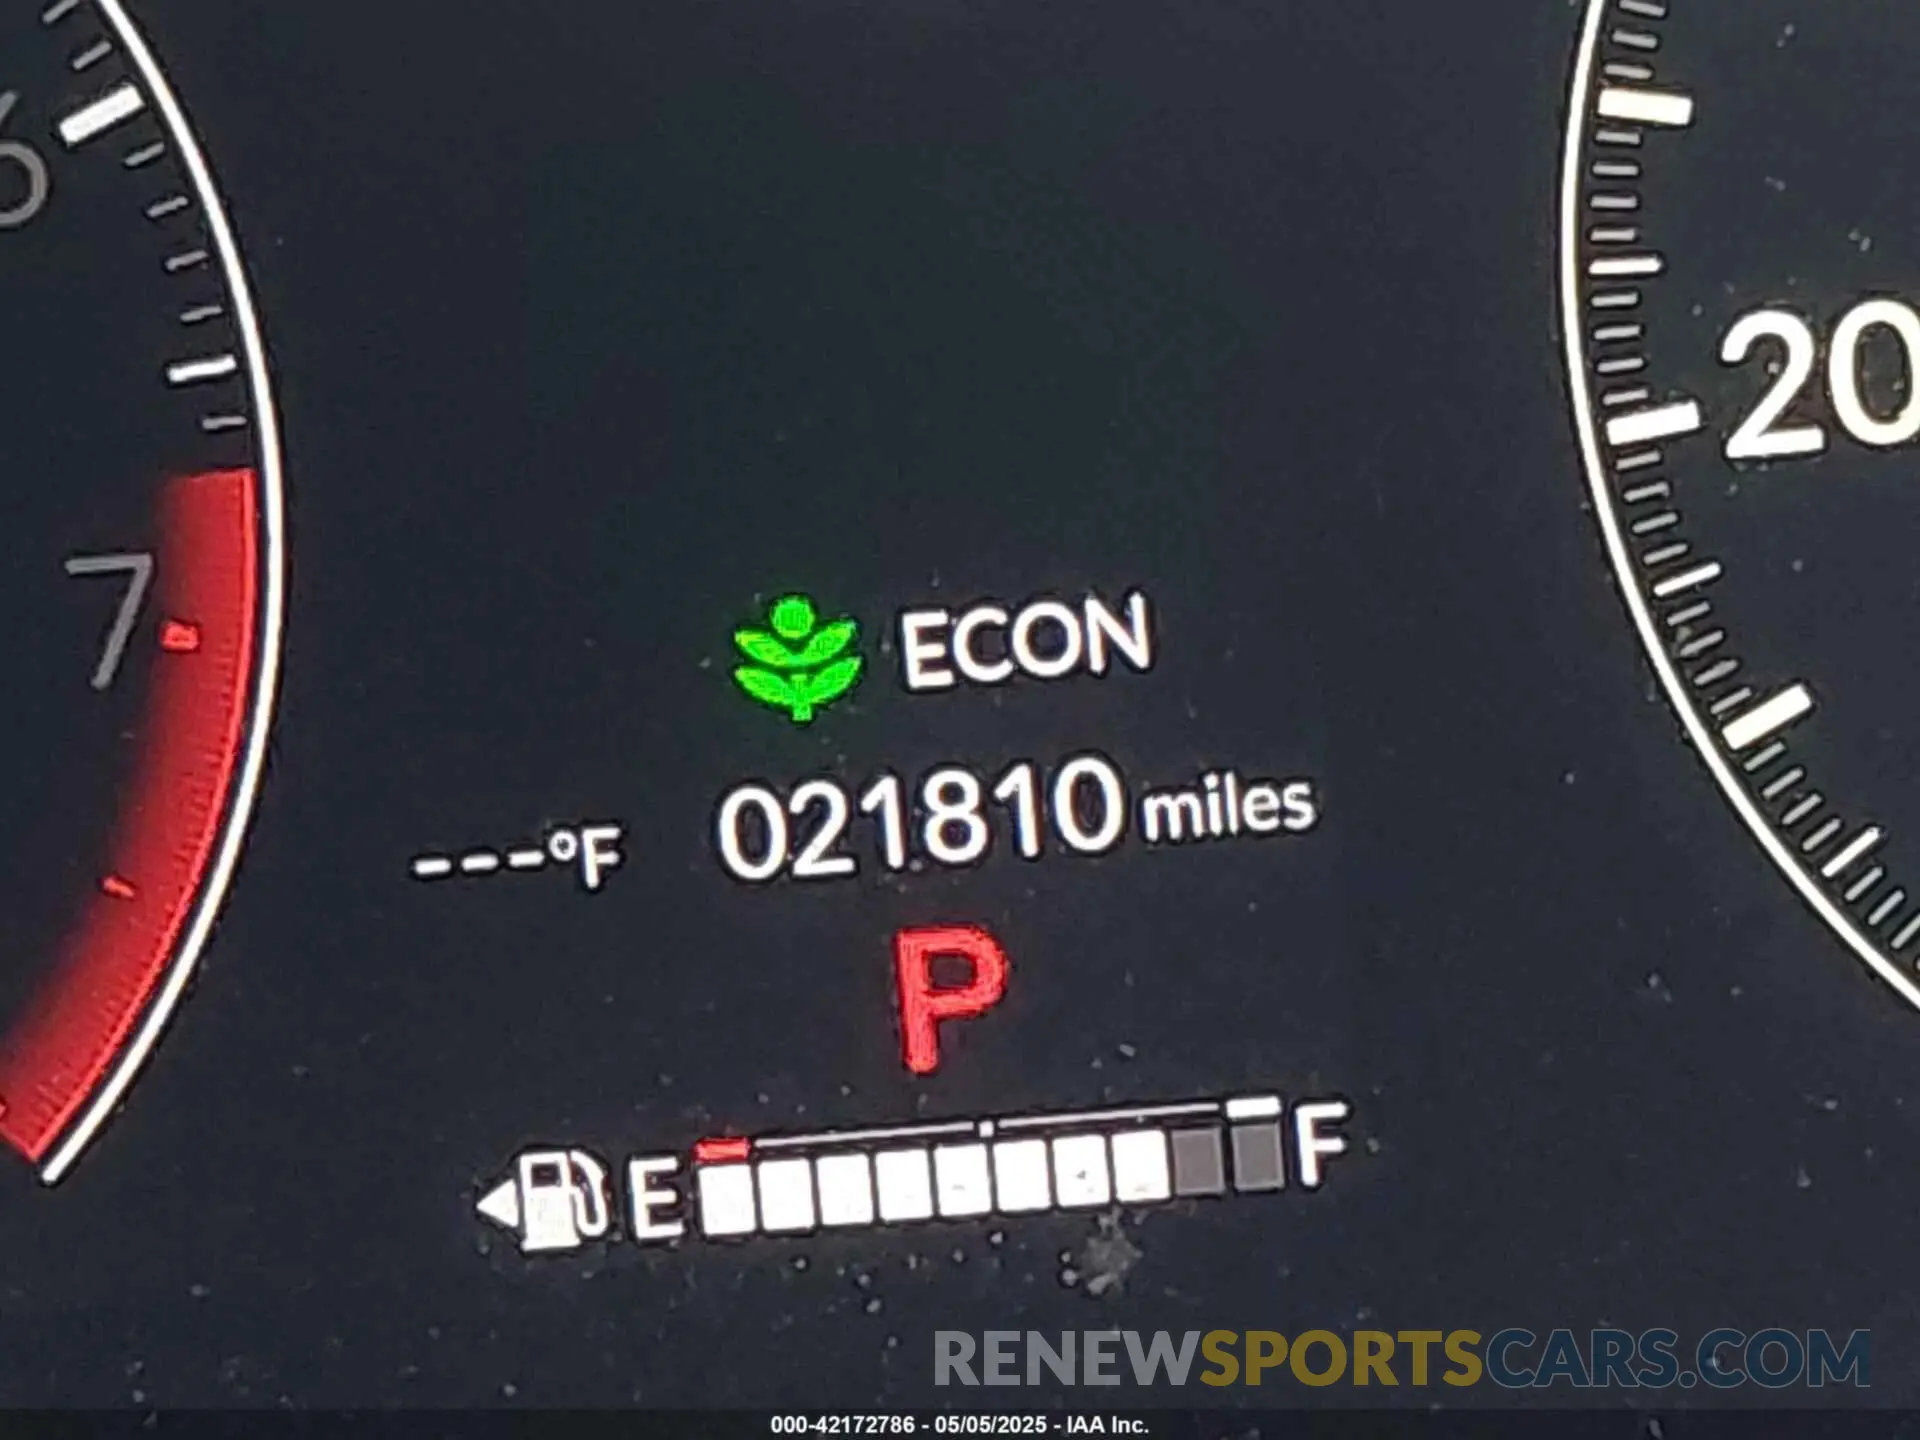 6
7
20
ECON
---°F 021810 miles
P
E F
RENEWSPORTSCARS.COM
000-42172786 - 05/05/2025 - IAA Inc.